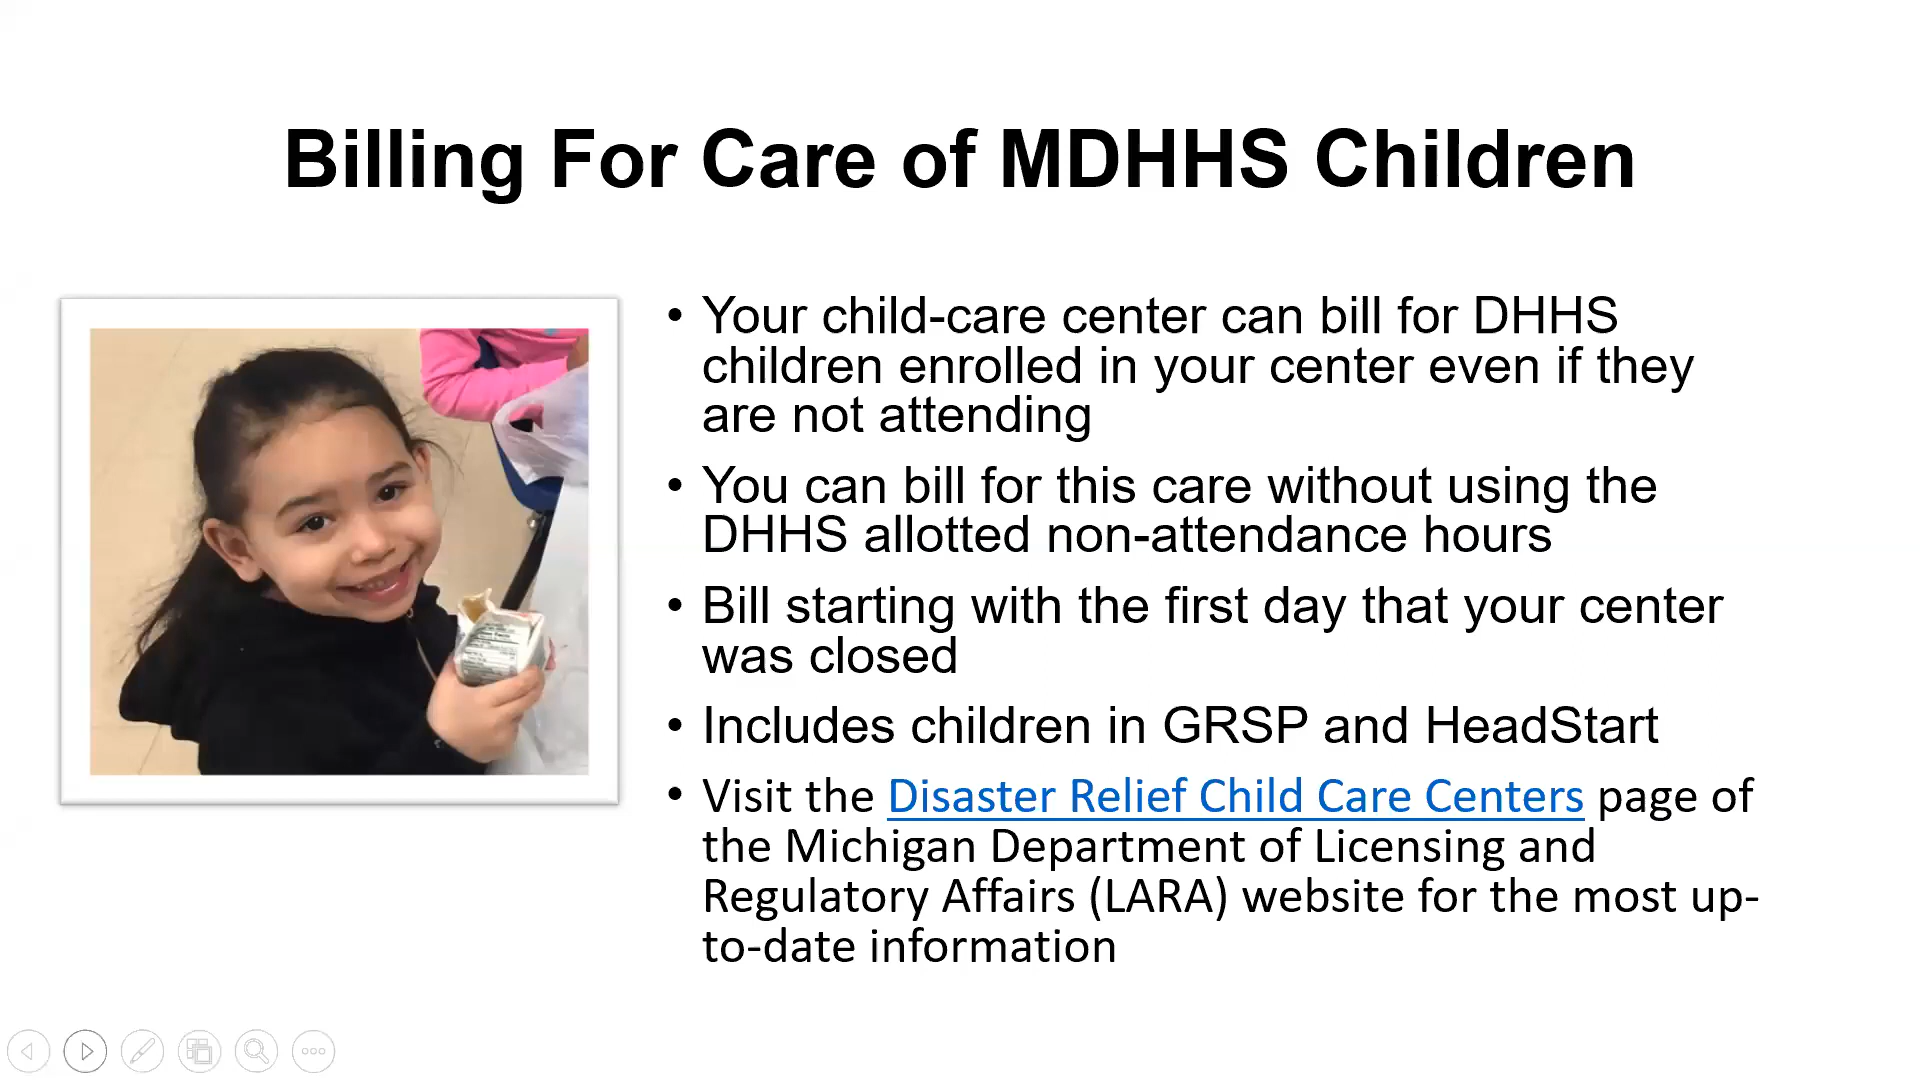 Billing For Care of MDHHS Children
• Your child-care center can bill for DHHS
children enrolled in your center even if they
are not attending
• You can bill for this care without using the
DHHS allotted non-attendance hours
• Bill starting with the first day that your center
was closed
• Includes children in GRSP and HeadStart
• Visit the Disaster Relief Child Care Centers page of
the Michigan Department of Licensing and
Regulatory Affairs (LARA) website for the most up-
to-date information